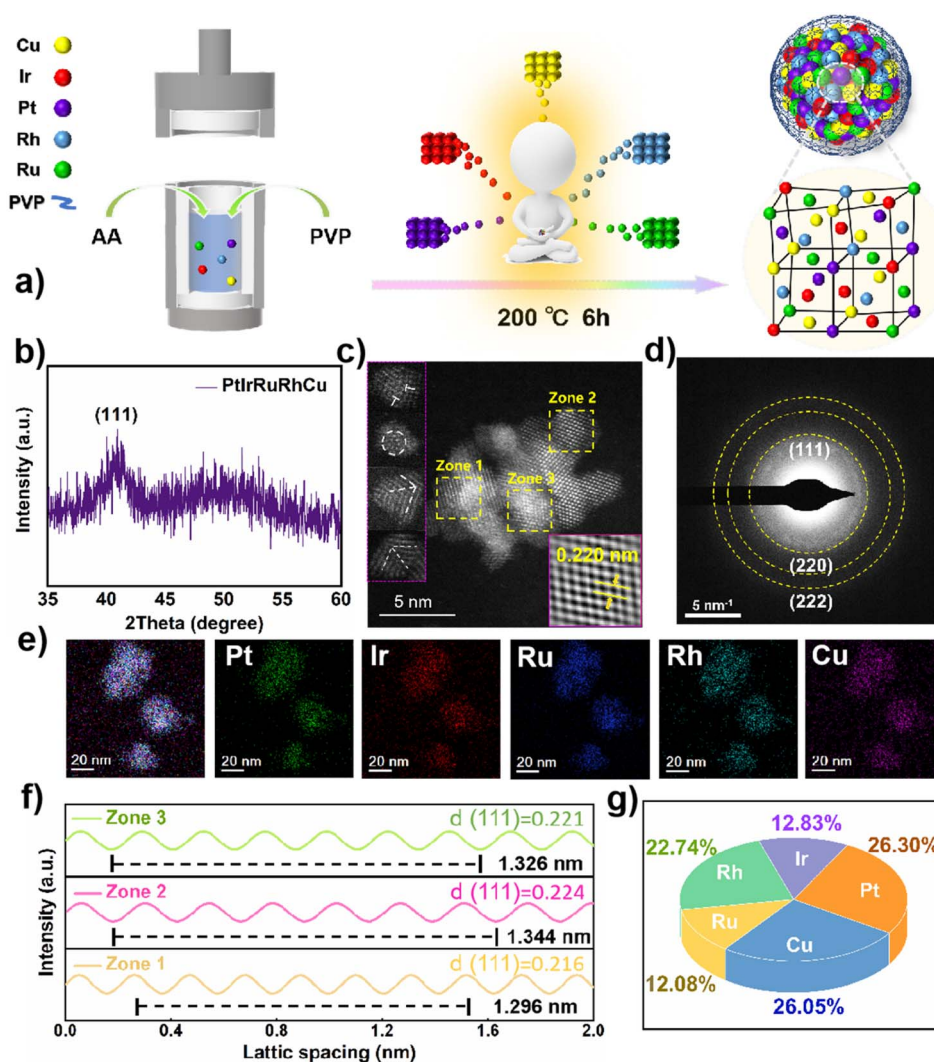 Cu
Ir
Pt
Rh
Ru
PVP
AA
PVP
a)
200 ℃ 6h
b)
PtIrRuRhCu
(111)
Intensity (a.u.)
35 40 45 50 55 60
2Theta (degree)
c)
Zone 2
Zone 1
Zone 3
0.220 nm
5 nm
d)
(111)
(220)
(222)
5 nm⁻¹
e)
Pt
Ir
Ru
Rh
Cu
20 nm
20 nm
20 nm
20 nm
20 nm
20 nm
f)
Intensity (a.u.)
Zone 3
d (111)=0.221
1.326 nm
Zone 2
d (111)=0.224
1.344 nm
Zone 1
d (111)=0.216
1.296 nm
0.0 0.4 0.8 1.2 1.6 2.0
Lattic spacing (nm)
g)
12.83%
22.74%
26.30%
Ir
Rh
Pt
Ru
Cu
12.08%
26.05%